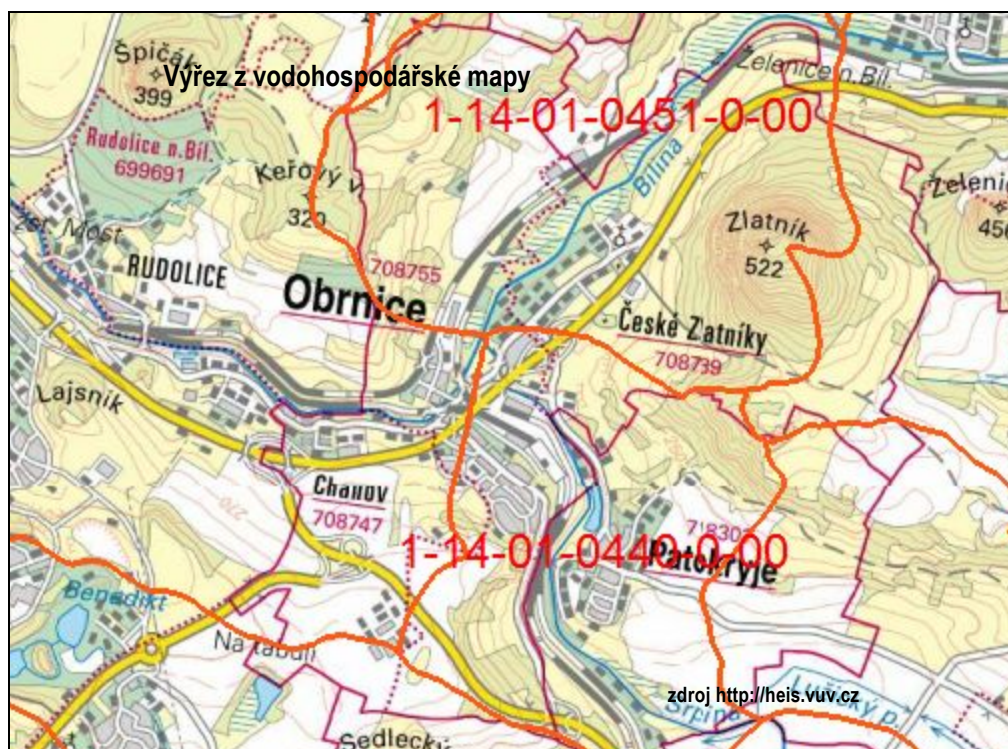 Špičák
399
Výřez z vodohospodářské mapy
Želenice n.Bíl.
1-14-01-0451-0-00
Rudolice n.Bíl.
699691
Bílina
Keřový v.
320
Zlatník
522
Most
RUDOLICE
708755
Obrnice
České Zlatníky
708739
Lajsník
Chanov
708747
1-14-01-0440-0-00
Patokryje
Benedikt
Na tabuli
Lužický p.
zdroj http://heis.vuv.cz
Srpina
Sedlecký